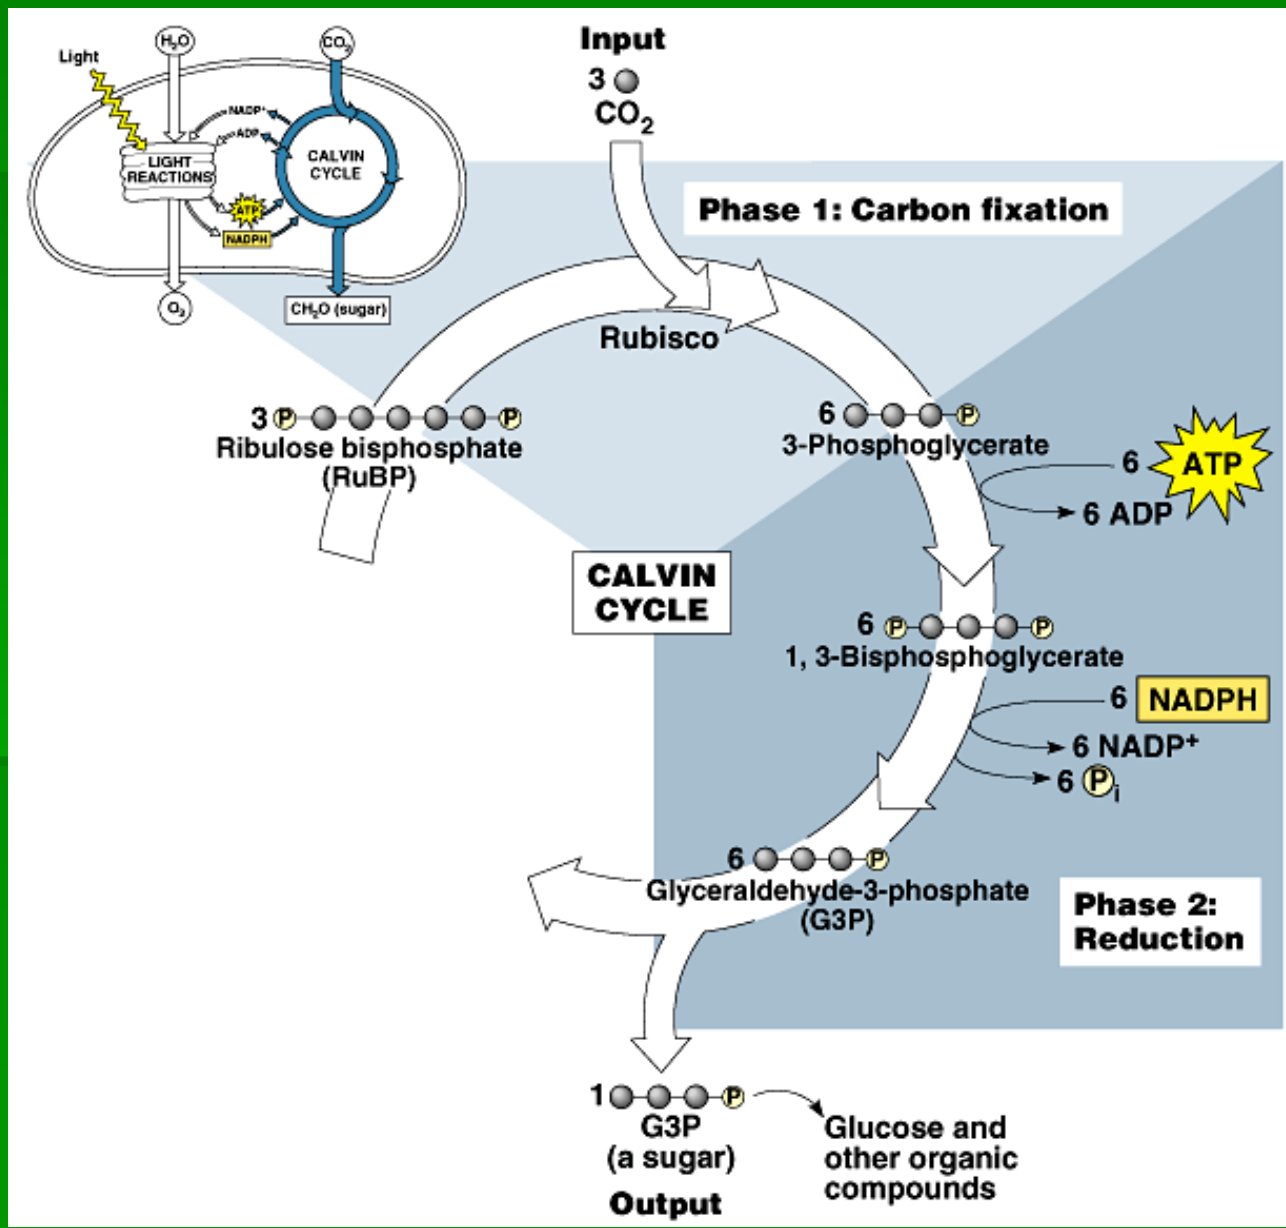 Light
H₂O
CO₂
NADP⁺
ADP
LIGHT
REACTIONS
CALVIN
CYCLE
ATP
NADPH
O₂
CH₂O (sugar)
Input
3
CO₂
Phase 1: Carbon fixation
Rubisco
3 P P
Ribulose bisphosphate
(RuBP)
6 P
3-Phosphoglycerate
6 ATP
6 ADP
CALVIN
CYCLE
6 P P
1, 3-Bisphosphoglycerate
6 NADPH
6 NADP⁺
6 Pᵢ
6 P
Glyceraldehyde-3-phosphate
(G3P)
Phase 2:
Reduction
1 P
G3P
(a sugar)
Output
Glucose and
other organic
compounds